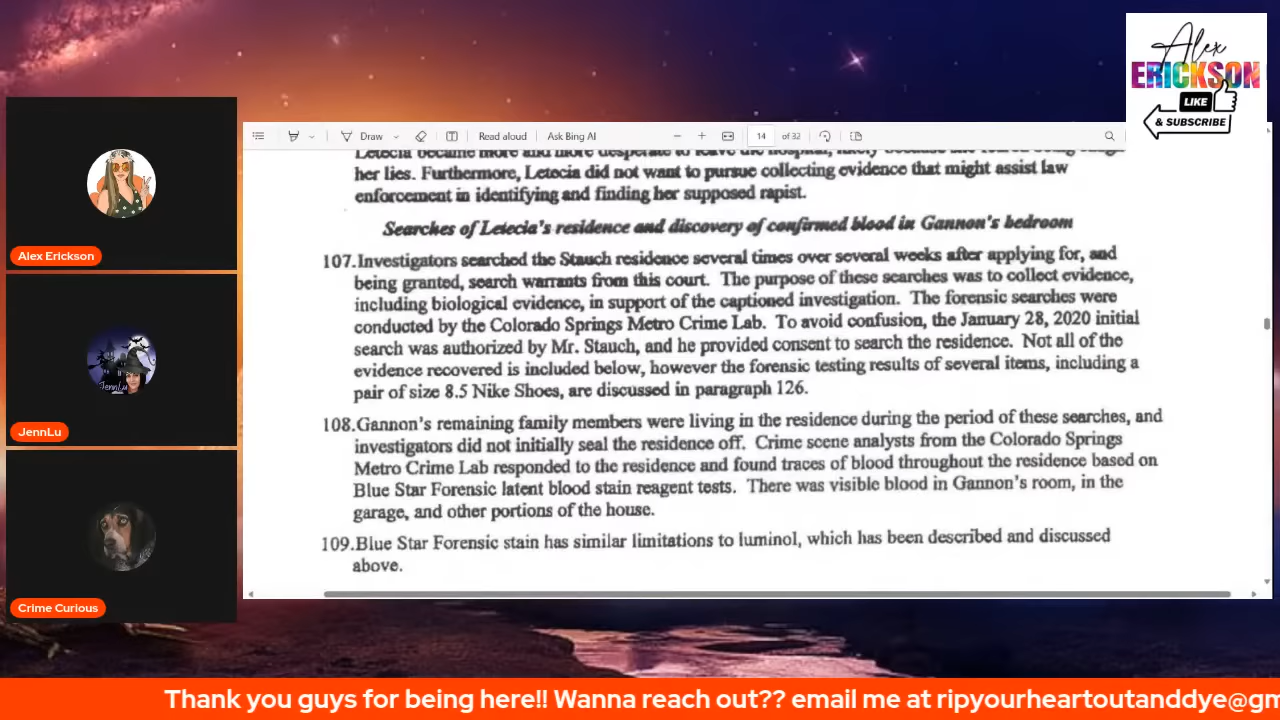 Alex
ERICKSON
LIKE
& SUBSCRIBE
Draw
Read aloud
Ask Bing AI
14
of 32
Letecia became more and more desperate to leave the hospital,
her lies. Furthermore, Letecia did not want to pursue collecting evidence that might assist law
enforcement in identifying and finding her supposed rapist.
Searches of Letecia's residence and discovery of confirmed blood in Gannon's bedroom
107.Investigators searched the Stauch residence several times over several weeks after applying for, and
being granted, search warrants from this court. The purpose of these searches was to collect evidence,
including biological evidence, in support of the captioned investigation. The forensic searches were
conducted by the Colorado Springs Metro Crime Lab. To avoid confusion, the January 28, 2020 initial
search was authorized by Mr. Stauch, and he provided consent to search the residence. Not all of the
evidence recovered is included below, however the forensic testing results of several items, including a
pair of size 8.5 Nike Shoes, are discussed in paragraph 126.
108.Gannon's remaining family members were living in the residence during the period of these searches, and
investigators did not initially seal the residence off. Crime scene analysts from the Colorado Springs
Metro Crime Lab responded to the residence and found traces of blood throughout the residence based on
Blue Star Forensic latent blood stain reagent tests. There was visible blood in Gannon's room, in the
garage, and other portions of the house.
109.Blue Star Forensic stain has similar limitations to luminol, which has been described and discussed
above.
Alex Erickson
JennLu
JennLu
Crime Curious
Thank you guys for being here!! Wanna reach out?? email me at ripyourheartoutanddye@gm